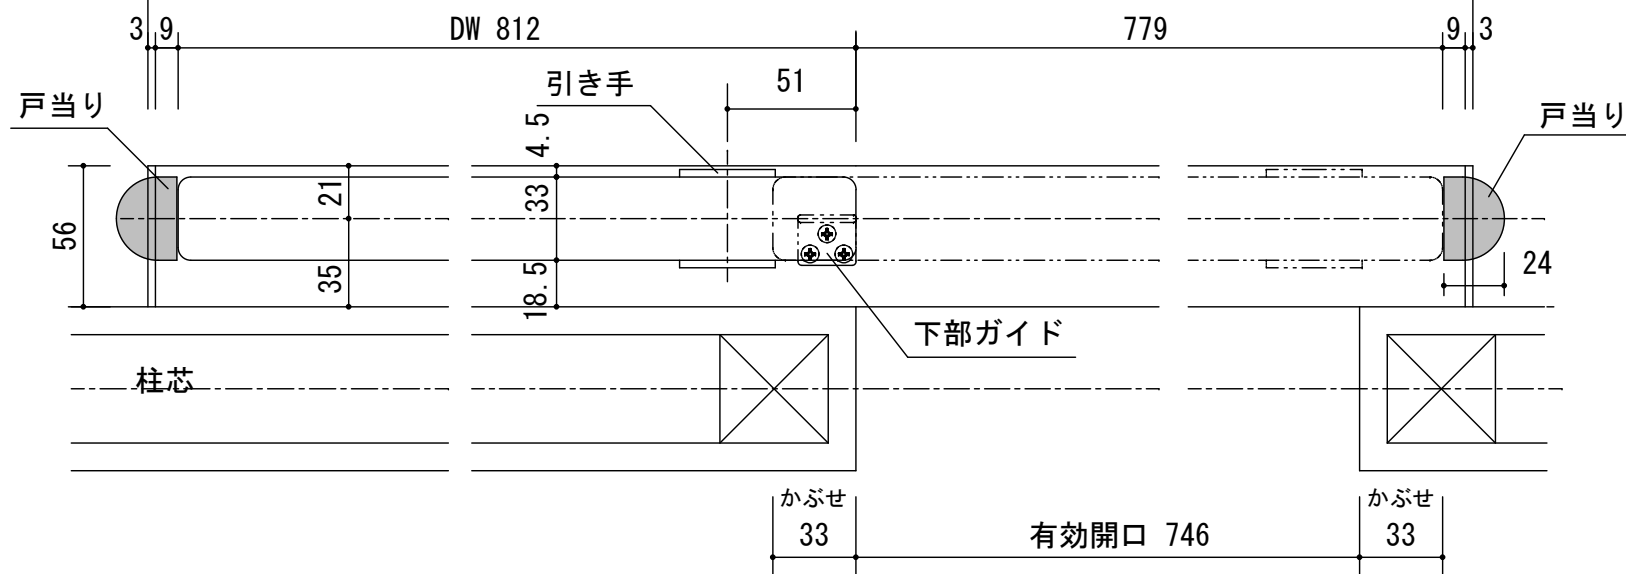 3 9 DW 812 779 9 3
引き手 51
戸当り
戸当り
4.5
56 21 33
35 18.5
24
下部ガイド
柱芯
かぶせ かぶせ
33 有効開口 746 33